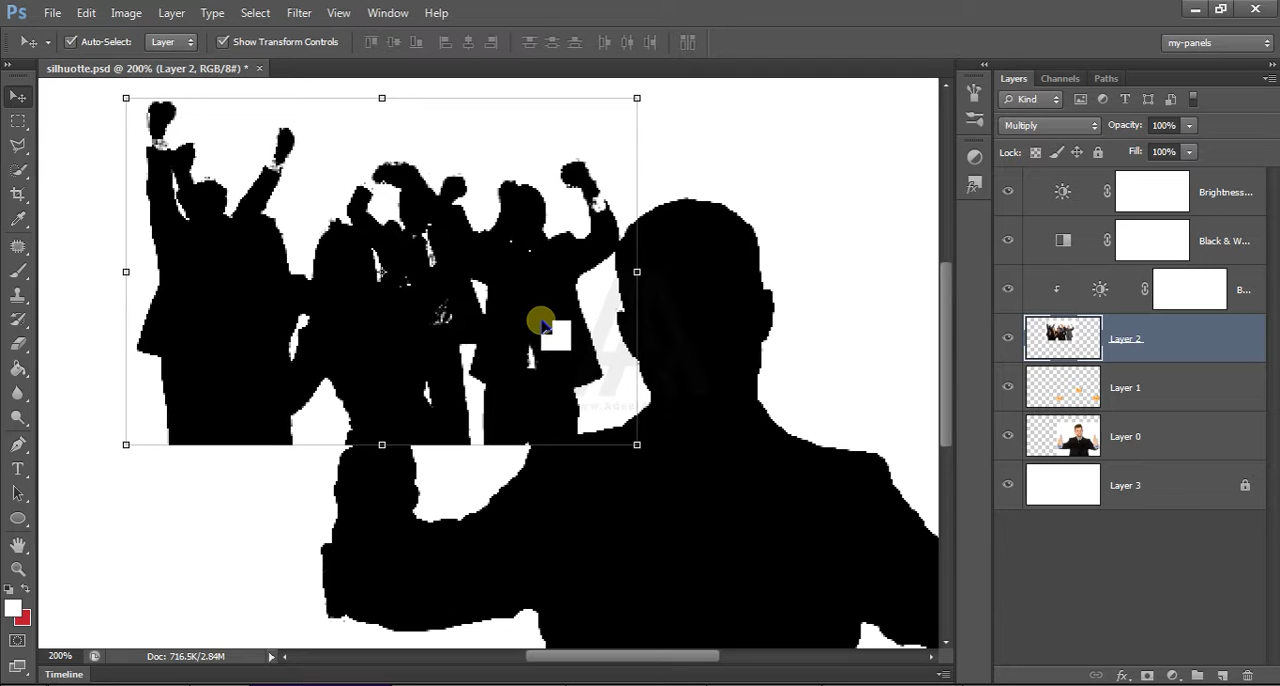 Ps File Edit Image Layer Type Select Filter View Window Help
Auto-Select: Layer Show Transform Controls my-panels
silhuotte.psd @ 200% (Layer 2, RGB/8#) * ×
Layers Channels Paths
Kind
Multiply Opacity: 100%
Lock: Fill: 100%
Brightness...
Black & W...
B...
Layer 2
Layer 1
Layer 0
Layer 3
200% Doc: 716.5K/2.84M
Timeline